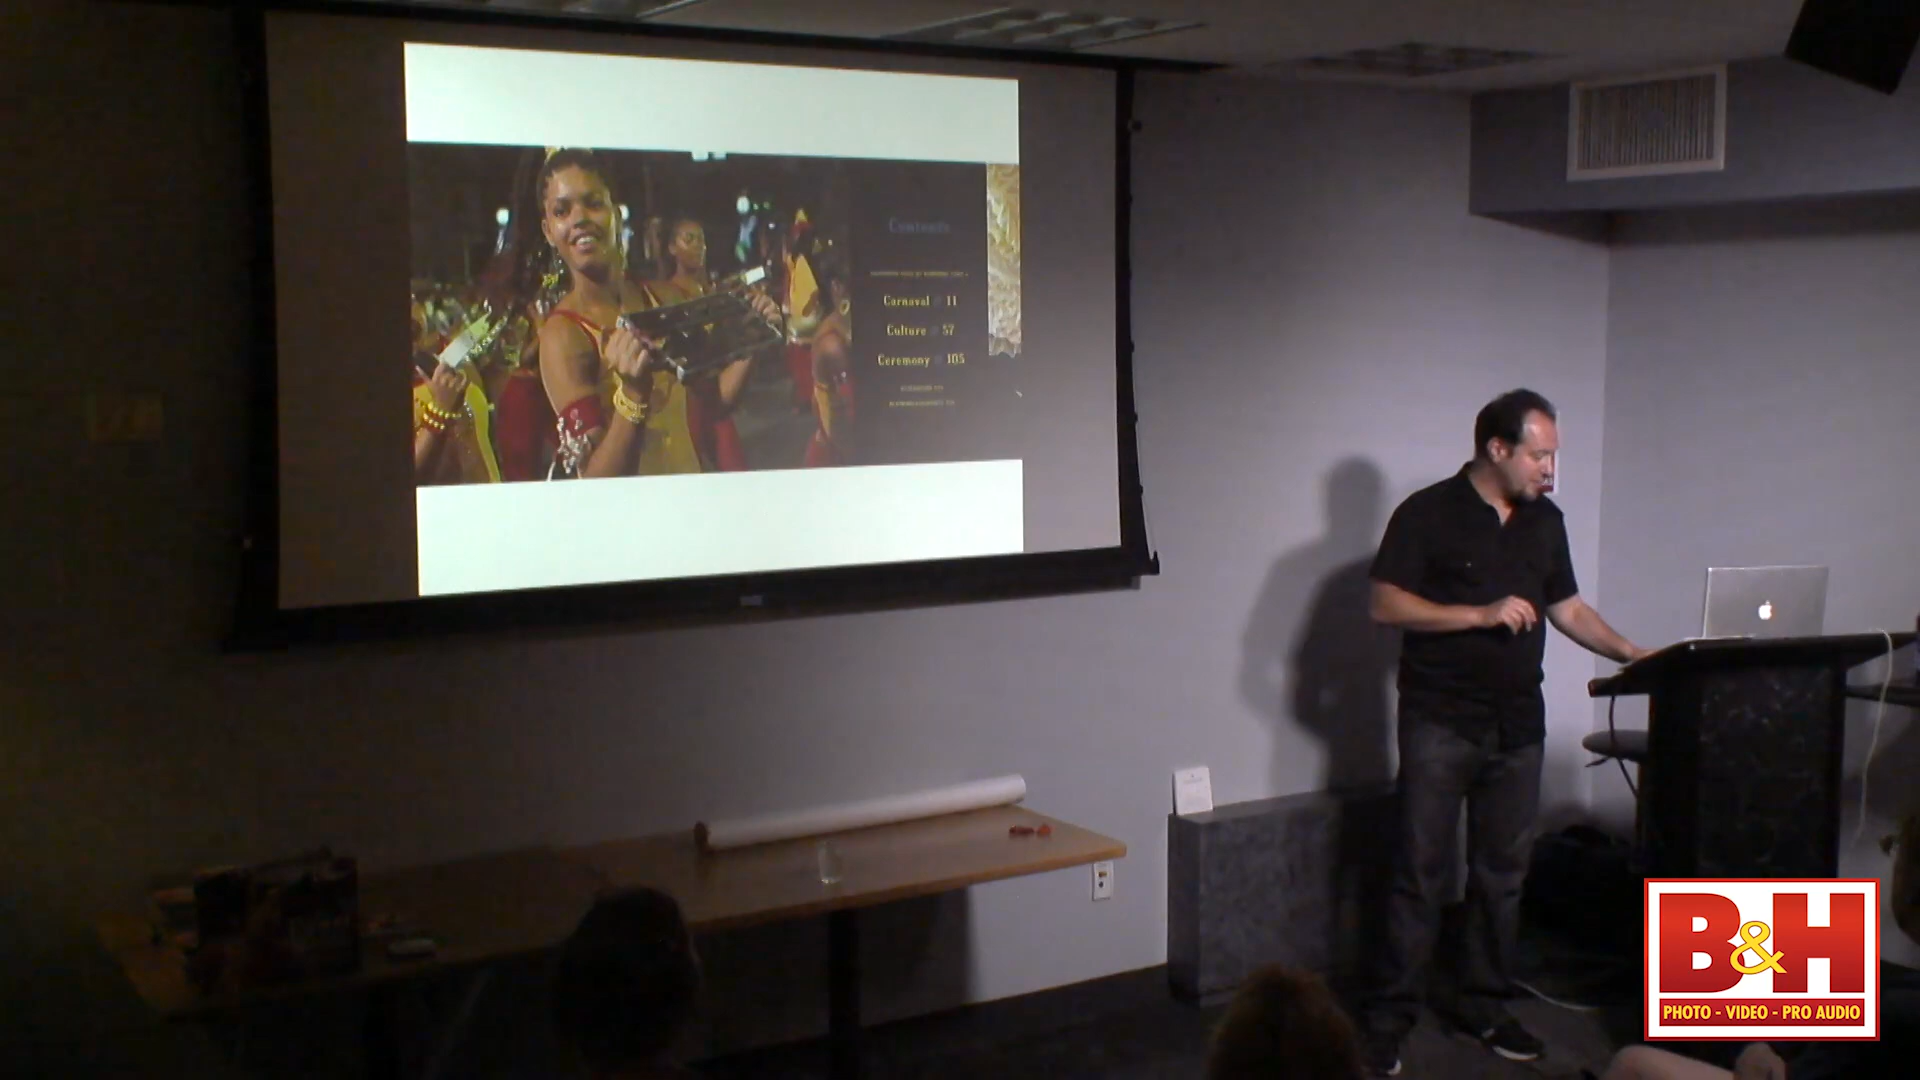 Contents
Carnaval 11
Culture 57
Ceremony 105
B&H
PHOTO - VIDEO - PRO AUDIO